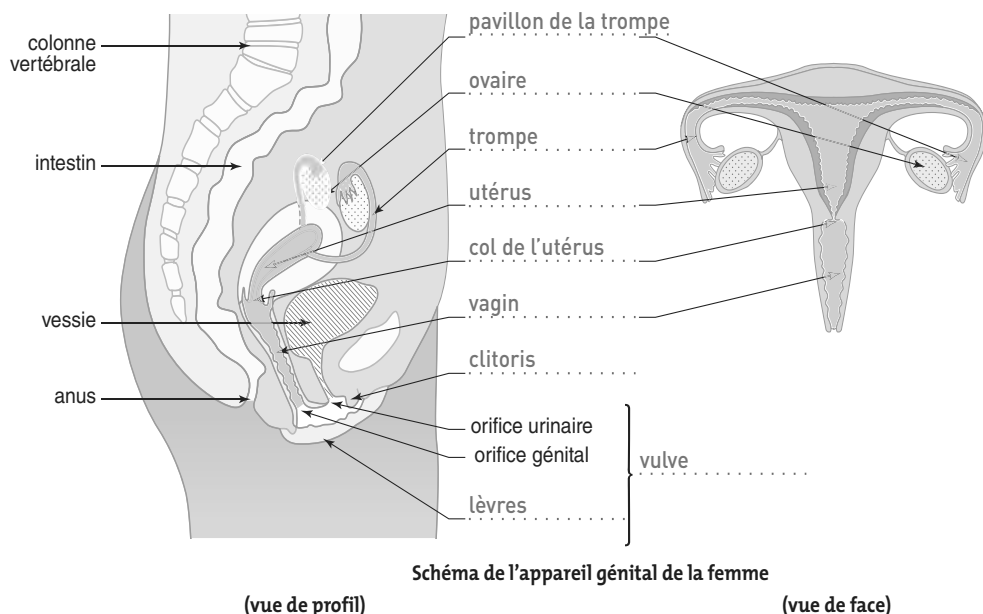 colonne
vertébrale
intestin
vessie
anus
pavillon de la trompe
ovaire
trompe
utérus
col de l'utérus
vagin
clitoris
orifice urinaire
orifice génital
lèvres
vulve
Schéma de l'appareil génital de la femme
(vue de profil)
(vue de face)